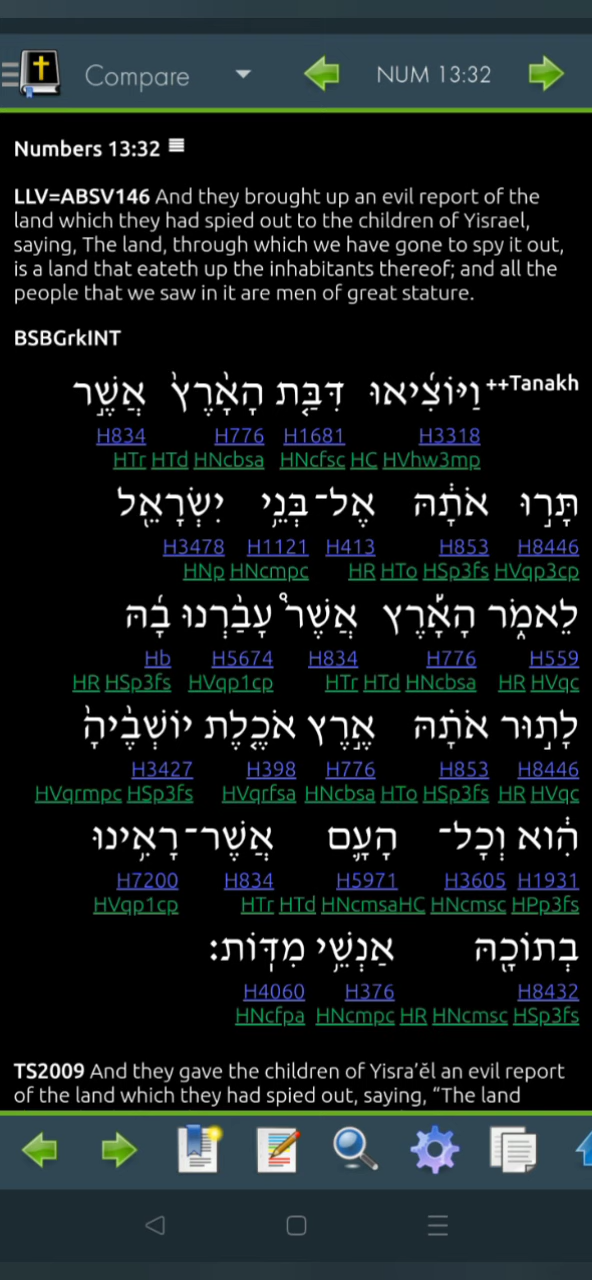 Compare
NUM 13:32
Numbers 13:32
LLV=ABSV146 And they brought up an evil report of the
land which they had spied out to the children of Yisrael,
saying, The land, through which we have gone to spy it out,
is a land that eateth up the inhabitants thereof; and all the
people that we saw in it are men of great stature.
BSBGrkINT
++Tanakh וַיּוֹצִ֜יאוּ דִּבַּ֤ת הָאָ֙רֶץ֙ אֲשֶׁ֣ר
H834 H776 H1681 H3318
HTr HTd HNcbsa HNcfsc HC HVhw3mp
תָּר֣וּ אֹתָ֔הּ אֶל־בְּנֵ֥י יִשְׂרָאֵ֖ל
H3478 H1121 H413 H853 H8446
HNp HNcmpc HR HTo HSp3fs HVqp3cp
לֵאמֹ֑ר הָאָ֡רֶץ אֲשֶׁר֩ עָבַ֨רְנוּ בָ֜הּ
Hb H5674 H834 H776 H559
HR HSp3fs HVqp1cp HTr HTd HNcbsa HR HVqc
לָת֣וּר אֹתָ֗הּ אֶ֣רֶץ אֹכֶ֤לֶת יוֹשְׁבֶ֙יהָ֙
H3427 H398 H776 H853 H8446
HVqrmpc HSp3fs HVqrfsa HNcbsa HTo HSp3fs HR HVqc
הִ֔וא וְכָל־ הָעָ֛ם אֲשֶׁר־רָאִ֥ינוּ
H7200 H834 H5971 H3605 H1931
HVqp1cp HTr HTd HNcmsaHC HNcmsc HPp3fs
בְתוֹכָ֖הּ אַנְשֵׁ֥י מִדּֽוֹת׃
H4060 H376 H8432
HNcfpa HNcmpc HR HNcmsc HSp3fs
TS2009 And they gave the children of Yisra’ĕl an evil report
of the land which they had spied out, saying, “The land